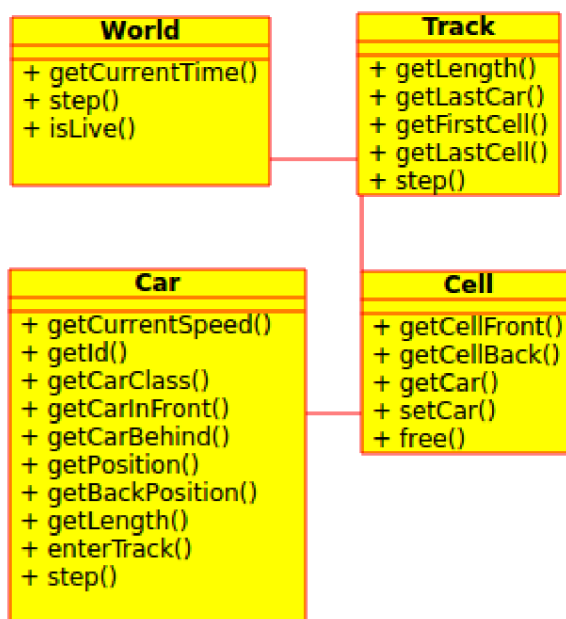 World
+ getCurrentTime()
+ step()
+ isLive()
Track
+ getLength()
+ getLastCar()
+ getFirstCell()
+ getLastCell()
+ step()
Car
+ getCurrentSpeed()
+ getId()
+ getCarClass()
+ getCarInFront()
+ getCarBehind()
+ getPosition()
+ getBackPosition()
+ getLength()
+ enterTrack()
+ step()
Cell
+ getCellFront()
+ getCellBack()
+ getCar()
+ setCar()
+ free()